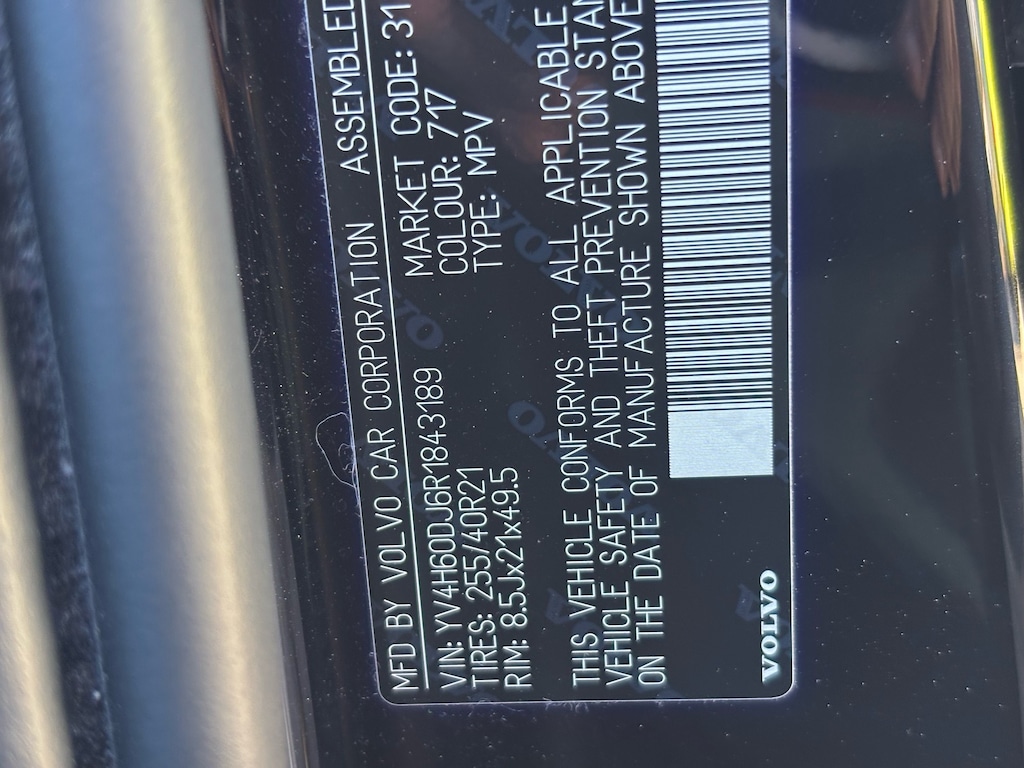 MFD BY VOLVO CAR CORPORATION ASSEMBLED
VIN: YV4H60DJ6R1843189 MARKET CODE: 31
TIRES: 255/40R21 COLOUR: 717
RIM: 8.5Jx21x49.5 TYPE: MPV
THIS VEHICLE CONFORMS TO ALL APPLICABLE
VEHICLE SAFETY AND THEFT PREVENTION STAN
ON THE DATE OF MANUFACTURE SHOWN ABOVE
VOLVO